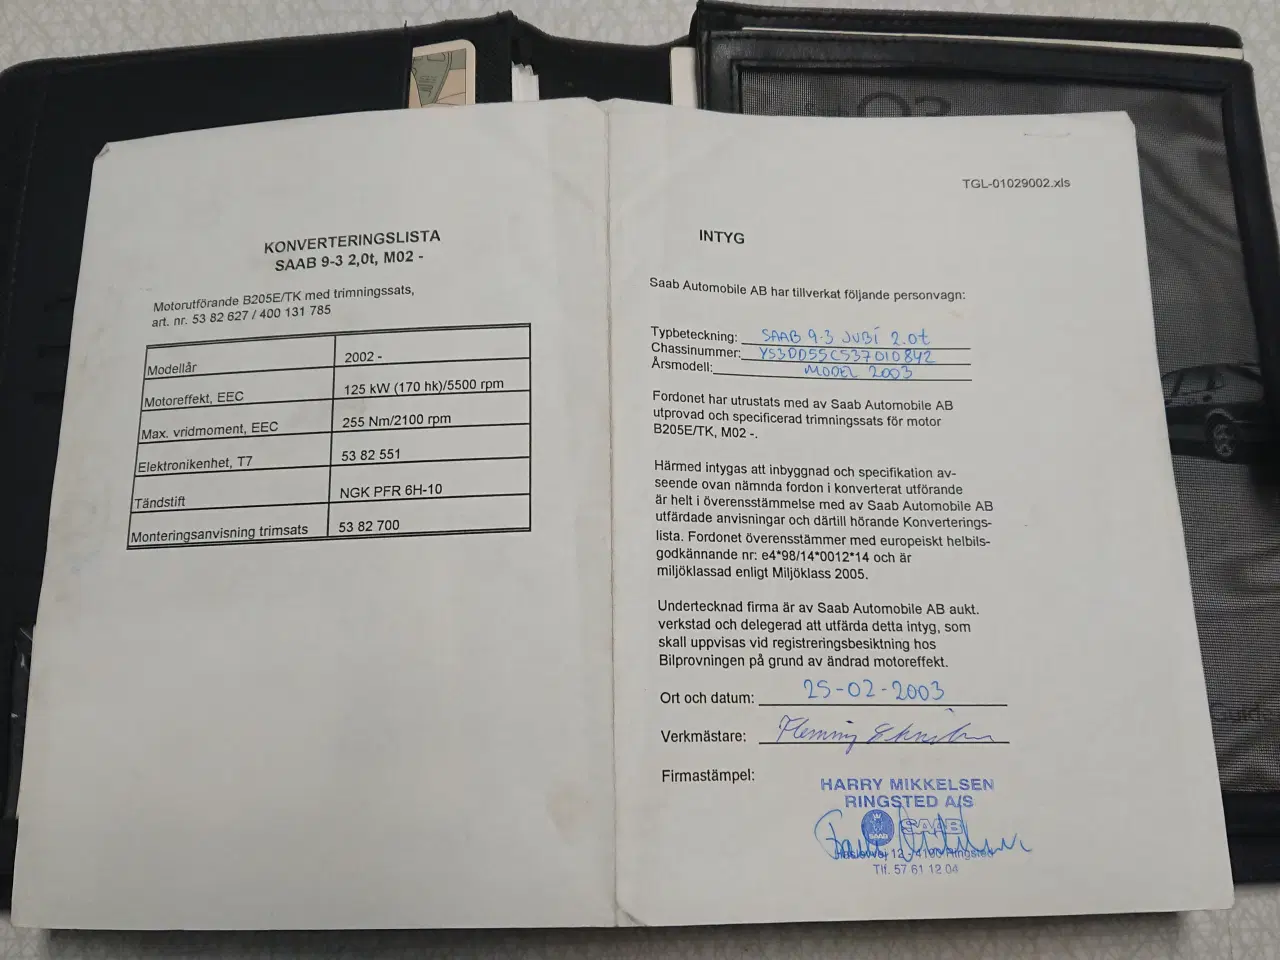 KONVERTERINGSLISTA
SAAB 9-3 2,0t, M02 -
Motorutförande B205E/TK med trimningssats,
art. nr. 53 82 627 / 400 131 785
Modellår 2002 -
Motoreffekt, EEC 125 kW (170 hk)/5500 rpm
Max. vridmoment, EEC 255 Nm/2100 rpm
Elektronikenhet, T7 53 82 551
Tändstift NGK PFR 6H-10
Monteringsanvisning trimsats 53 82 700
TGL-01029002.xls
INTYG
Saab Automobile AB har tillverkat följande personvagn:
Typbeteckning: SAAB 9-3 JUBI 2.0t
Chassinummer: YS3DD55C537010842
Årsmodell: MODEL 2003
Fordonet har utrustats med av Saab Automobile AB
utprovad och specificerad trimningssats för motor
B205E/TK, M02 -.
Härmed intygas att inbyggnad och specifikation av-
seende ovan nämnda fordon i konverterat utförande
är helt i överensstämmelse med av Saab Automobile AB
utfärdade anvisningar och därtill hörande Konverterings-
lista. Fordonet överensstämmer med europeiskt helbils-
godkännande nr: e4*98/14*0012*14 och är
miljöklassad enligt Miljöklass 2005.
Undertecknad firma är av Saab Automobile AB aukt.
verkstad och delegerad att utfärda detta intyg, som
skall uppvisas vid registreringsbesiktning hos
Bilprovningen på grund av ändrad motoreffekt.
Ort och datum: 25-02-2003
Verkmästare: Flemming
Firmastämpel:
HARRY MIKKELSEN
RINGSTED A/S
SAAB SAAB
12 - 4100 Ringsted
Tlf. 57 61 12 04
9-3